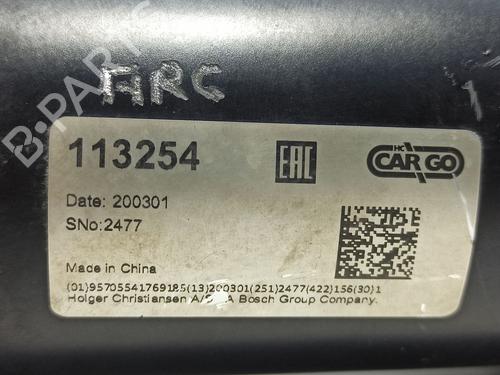 B-PARTS
ARC
113254
EAC
HC
CARGO
Date: 200301
SNo:2477
Made in China
(01)95705541769185(13)200301(251)2477(422)156(30)1
Holger Christiansen A/S. A Bosch Group Company.